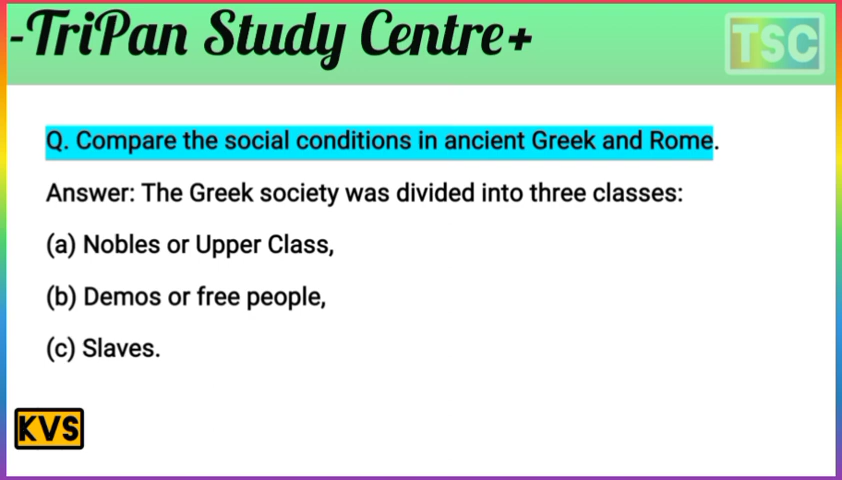 -TriPan Study Centre+
TSC
Q. Compare the social conditions in ancient Greek and Rome.
Answer: The Greek society was divided into three classes:
(a) Nobles or Upper Class,
(b) Demos or free people,
(c) Slaves.
KVS